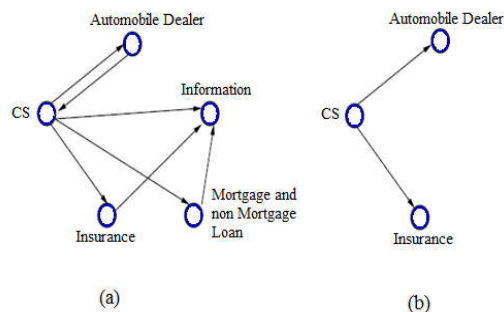 Automobile Dealer
Information
CS
Mortgage and
non Mortgage
Loan
Insurance
(a)
Automobile Dealer
CS
Insurance
(b)